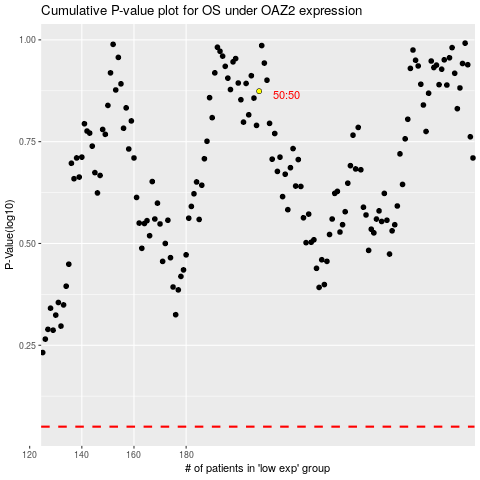 Cumulative P-value plot for OS under OAZ2 expression
1.00
50:50
0.75
P-Value(log10)
0.50
0.25
120 140 160 180
# of patients in 'low exp' group